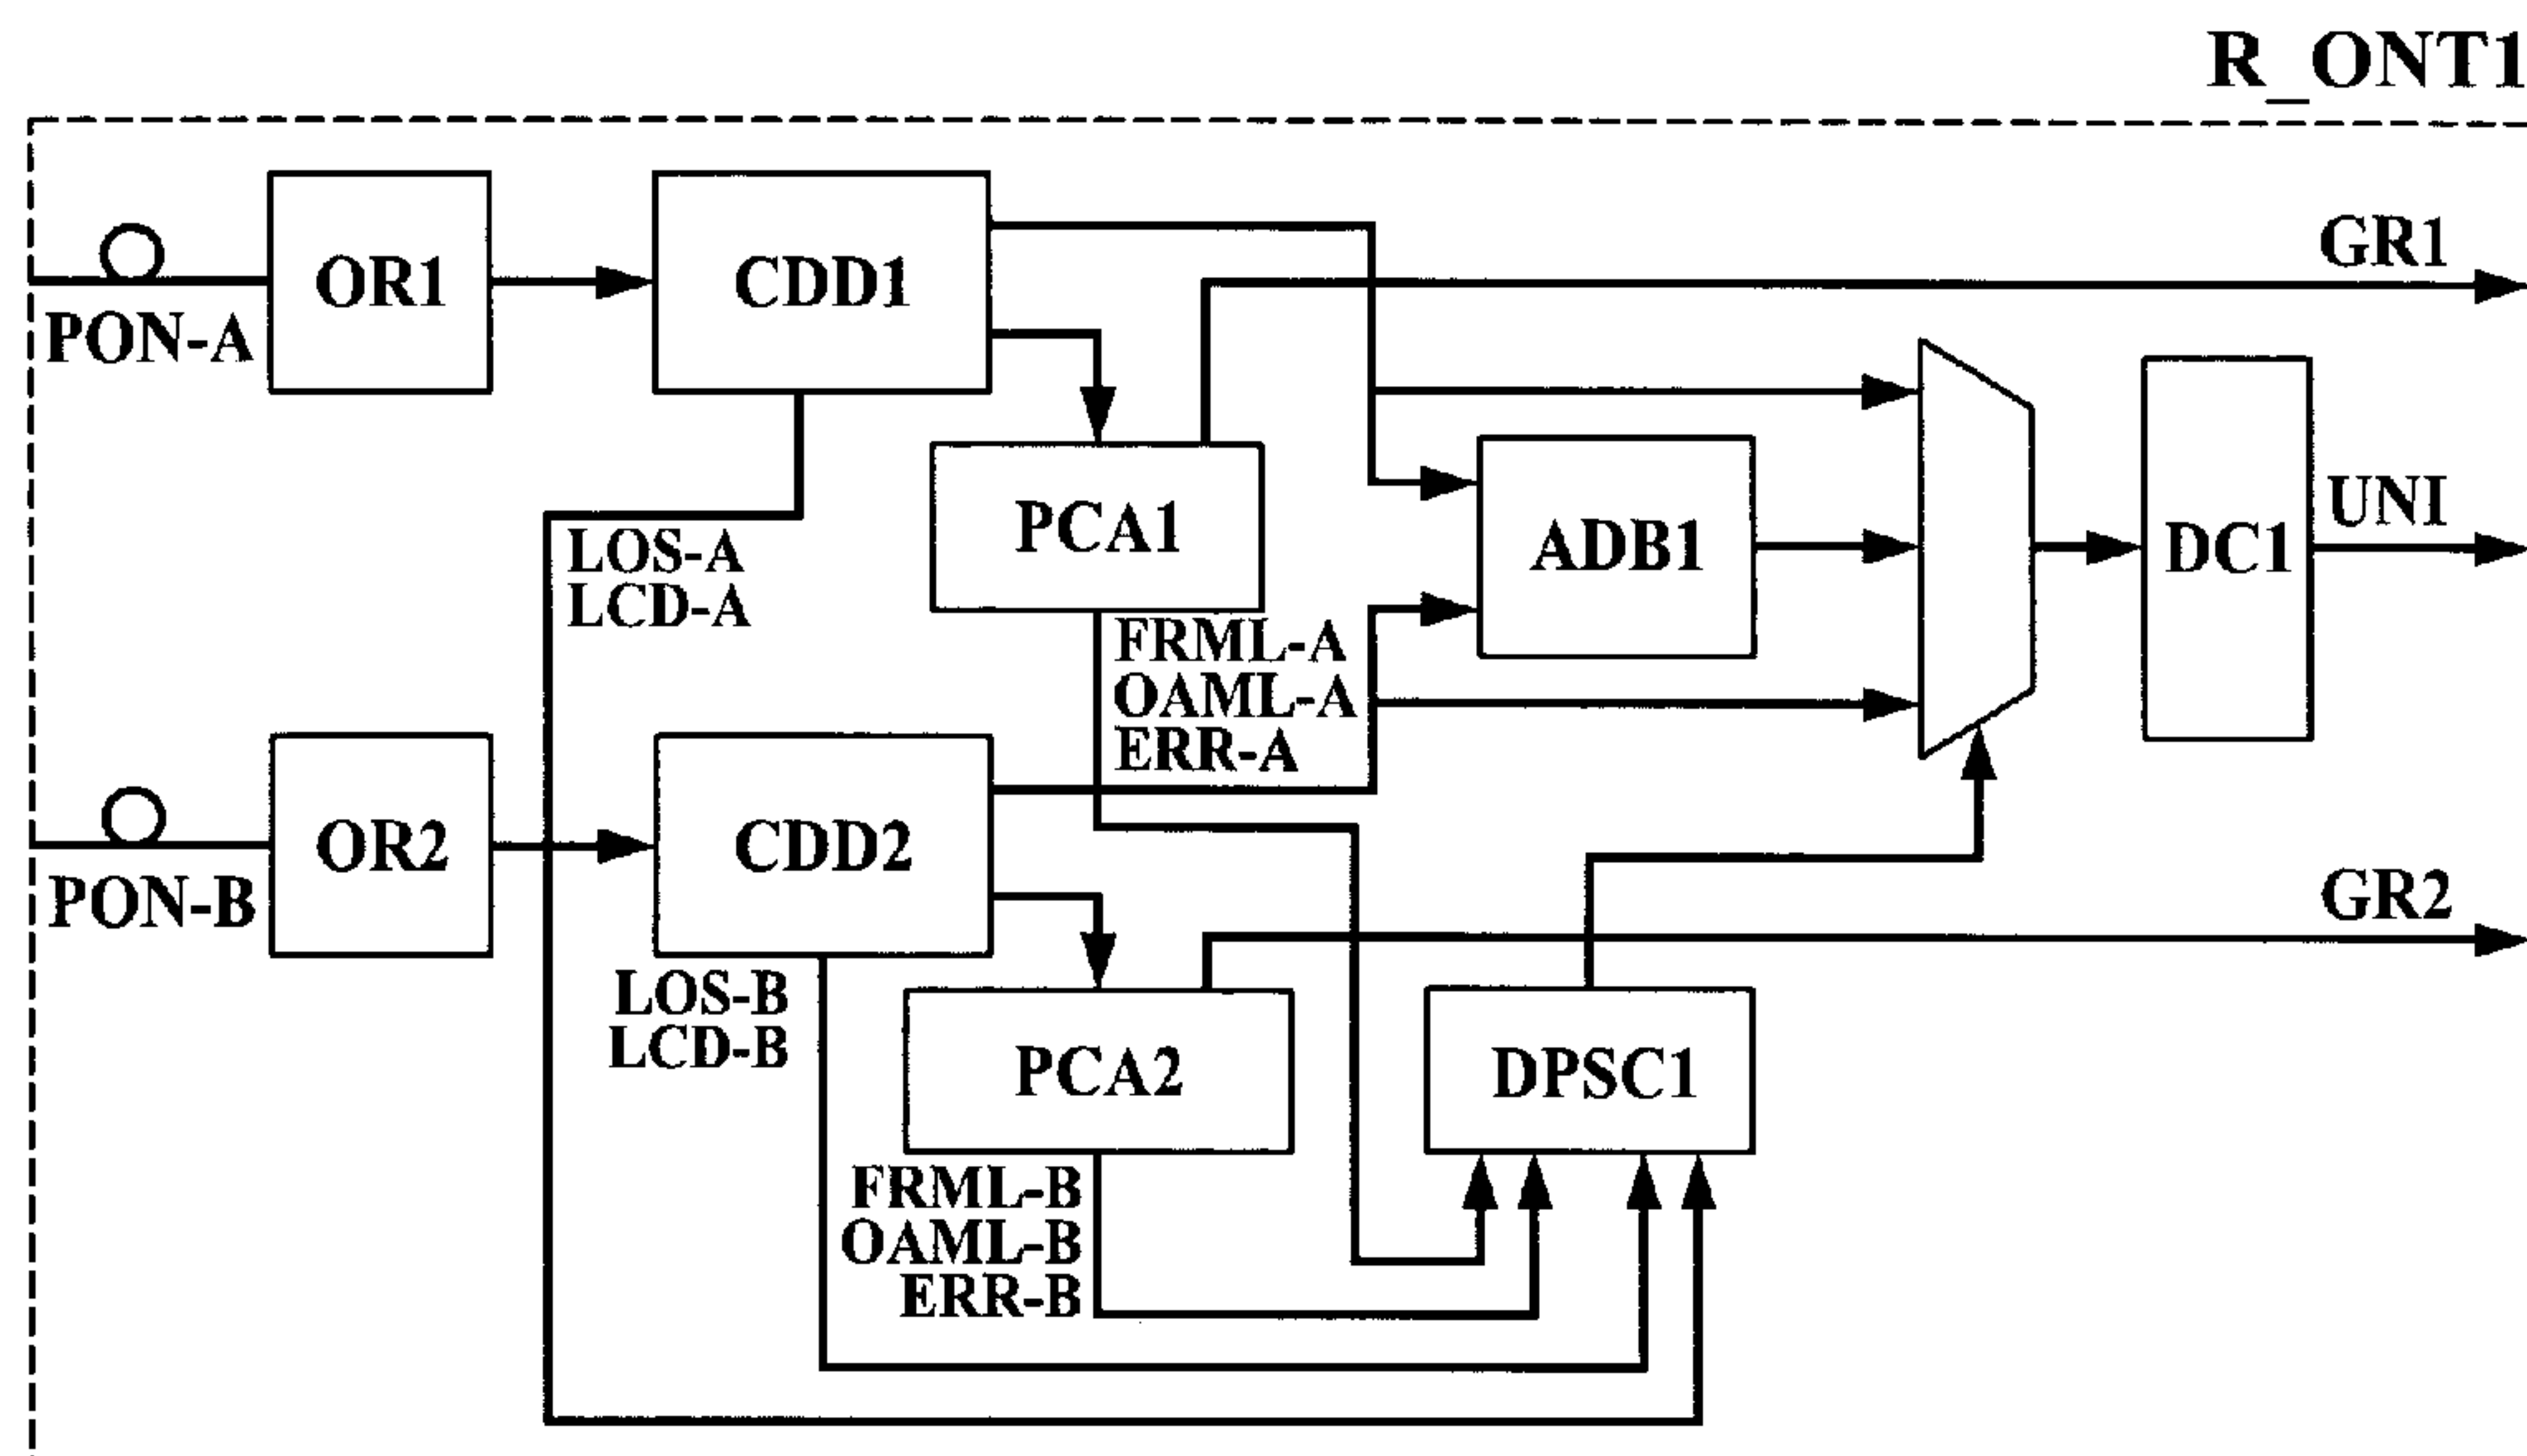 R_ONT1
GR1
OR1
CDD1
PON-A
UNI
PCA1
ADB1
DC1
LOS-A
LCD-A
FRML-A
OAML-A
ERR-A
OR2
CDD2
GR2
PON-B
LOS-B
LCD-B
PCA2
DPSC1
FRML-B
OAML-B
ERR-B